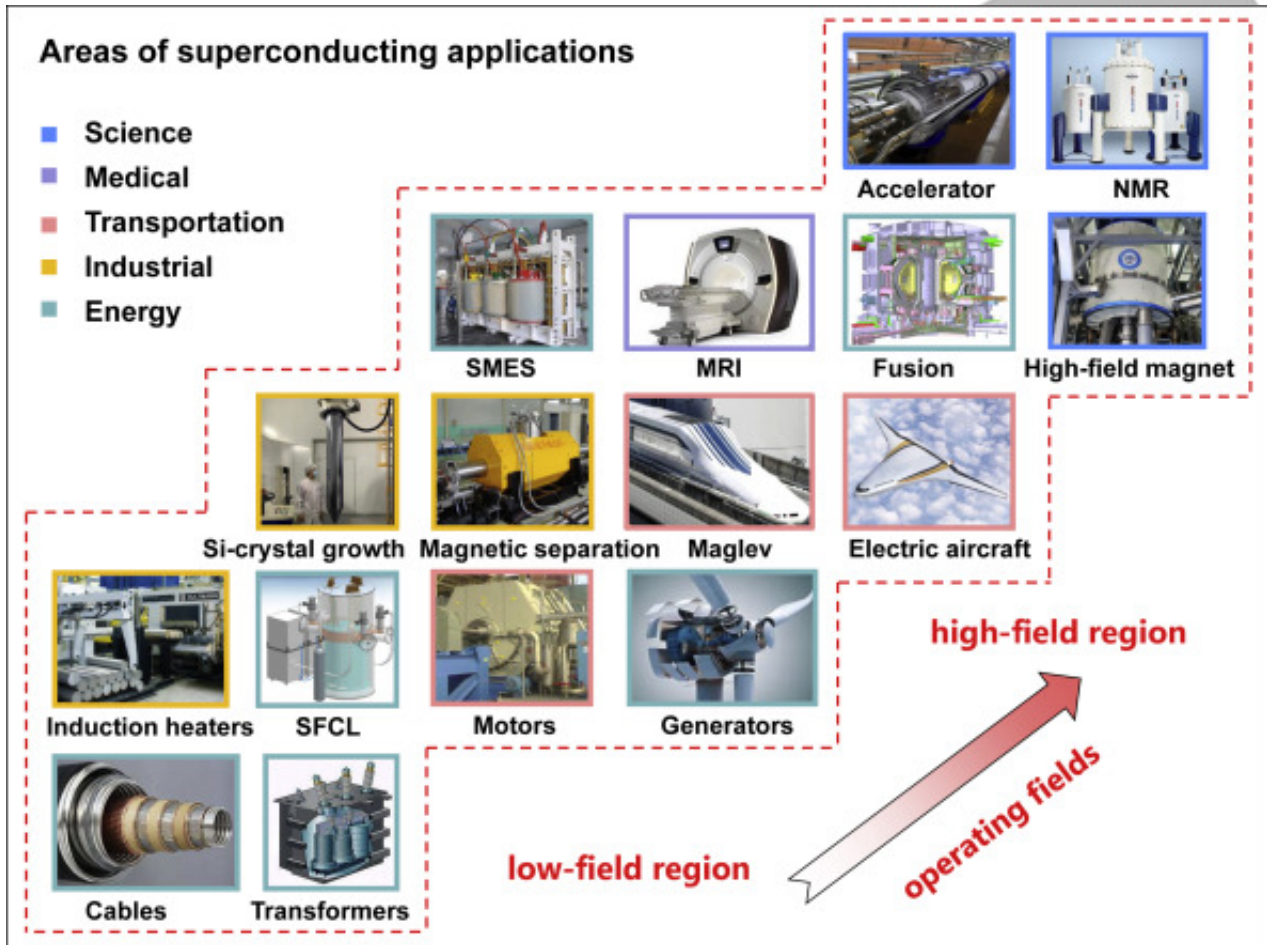 Areas of superconducting applications
Science
Medical
Transportation
Industrial
Energy
Accelerator
NMR
SMES
MRI
Fusion
High-field magnet
Si-crystal growth
Magnetic separation
Maglev
Electric aircraft
Induction heaters
SFCL
Motors
Generators
Cables
Transformers
high-field region
operating fields
low-field region